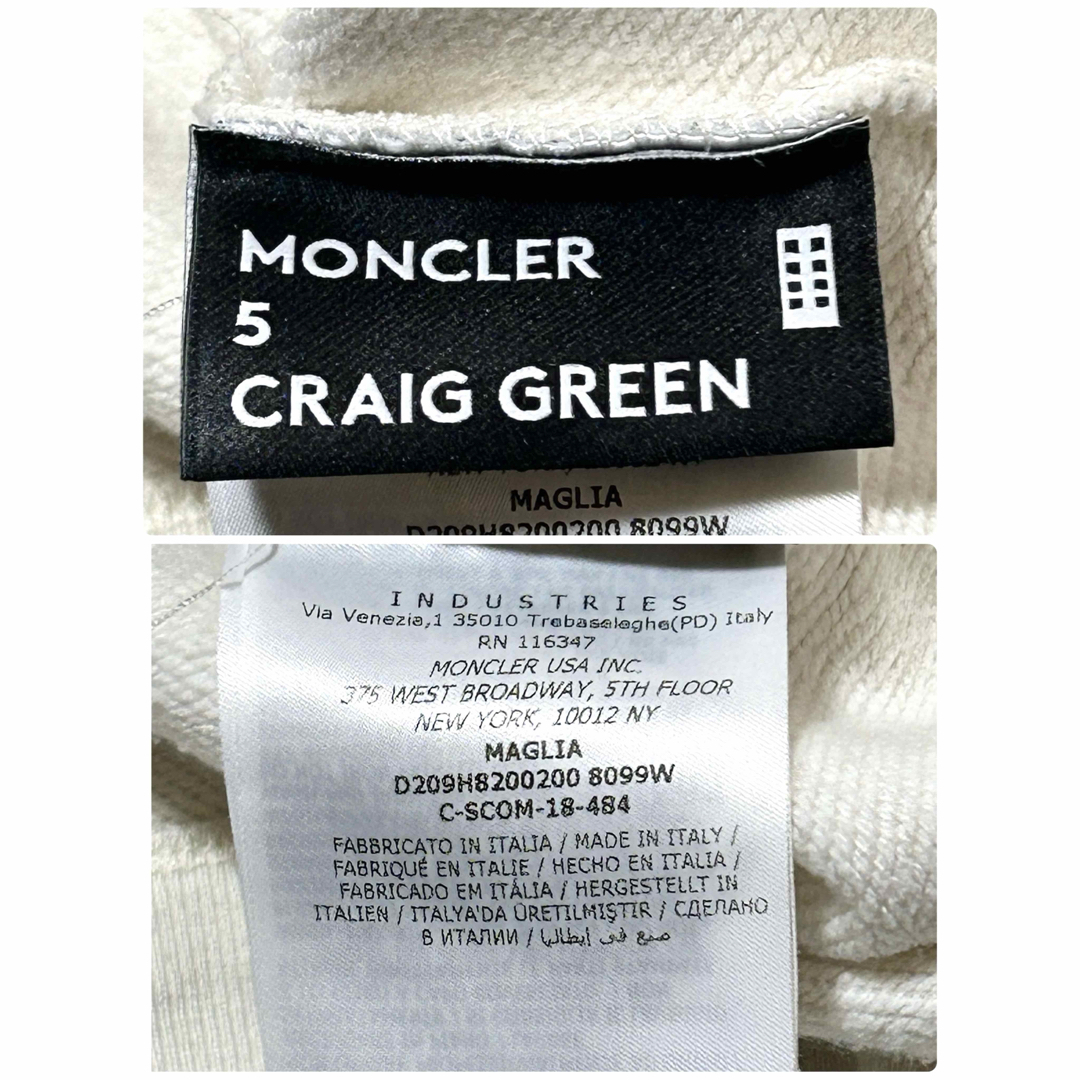 MONCLER
5
CRAIG GREEN
MAGLIA
D209H8200200 8099W
INDUSTRIES
Via Venezia,1 35010 Trebaseleghe(PD) Italy
RN 116347
MONCLER USA INC.
375 WEST BROADWAY, 5TH FLOOR
NEW YORK, 10012 NY
MAGLIA
D209H8200200 8099W
C-SCOM-18-484
FABBRICATO IN ITALIA / MADE IN ITALY /
FABRIQUÉ EN ITALIE / HECHO EN ITALIA /
FABRICADO EM ITÁLIA / HERGESTELLT IN
ITALIEN / ITALYA'DA ÜRETILMIŞTIR / СДЕЛАНО
В ИТАЛИИ / صنع في إيطاليا